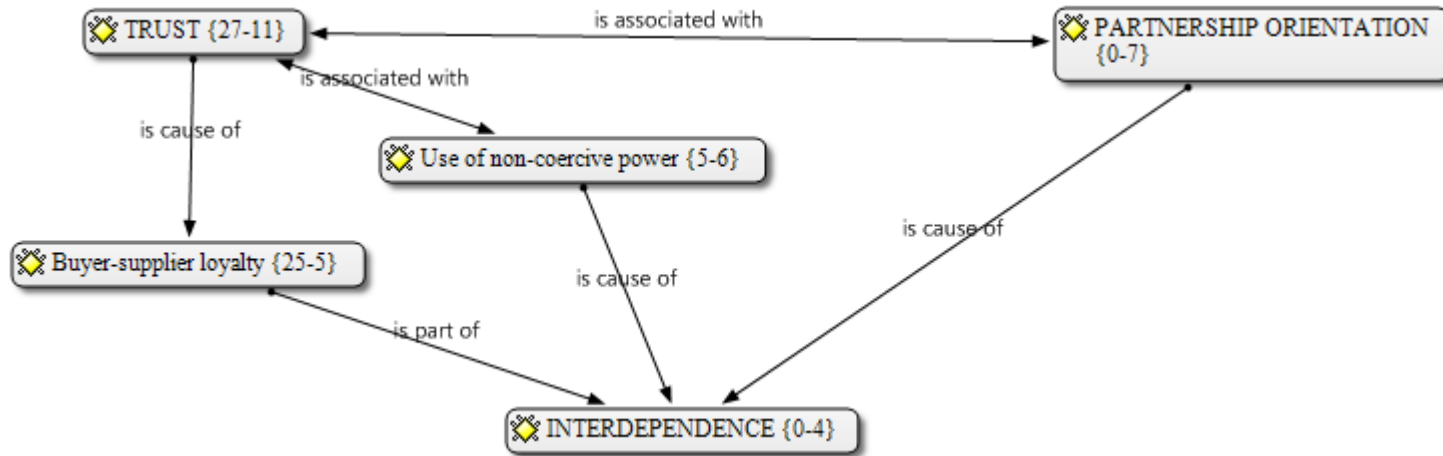 is associated with
TRUST {27-11}
PARTNERSHIP ORIENTATION
{0-7}
is associated with
is cause of
Use of non-coercive power {5-6}
is cause of
Buyer-supplier loyalty {25-5}
is cause of
is part of
INTERDEPENDENCE {0-4}